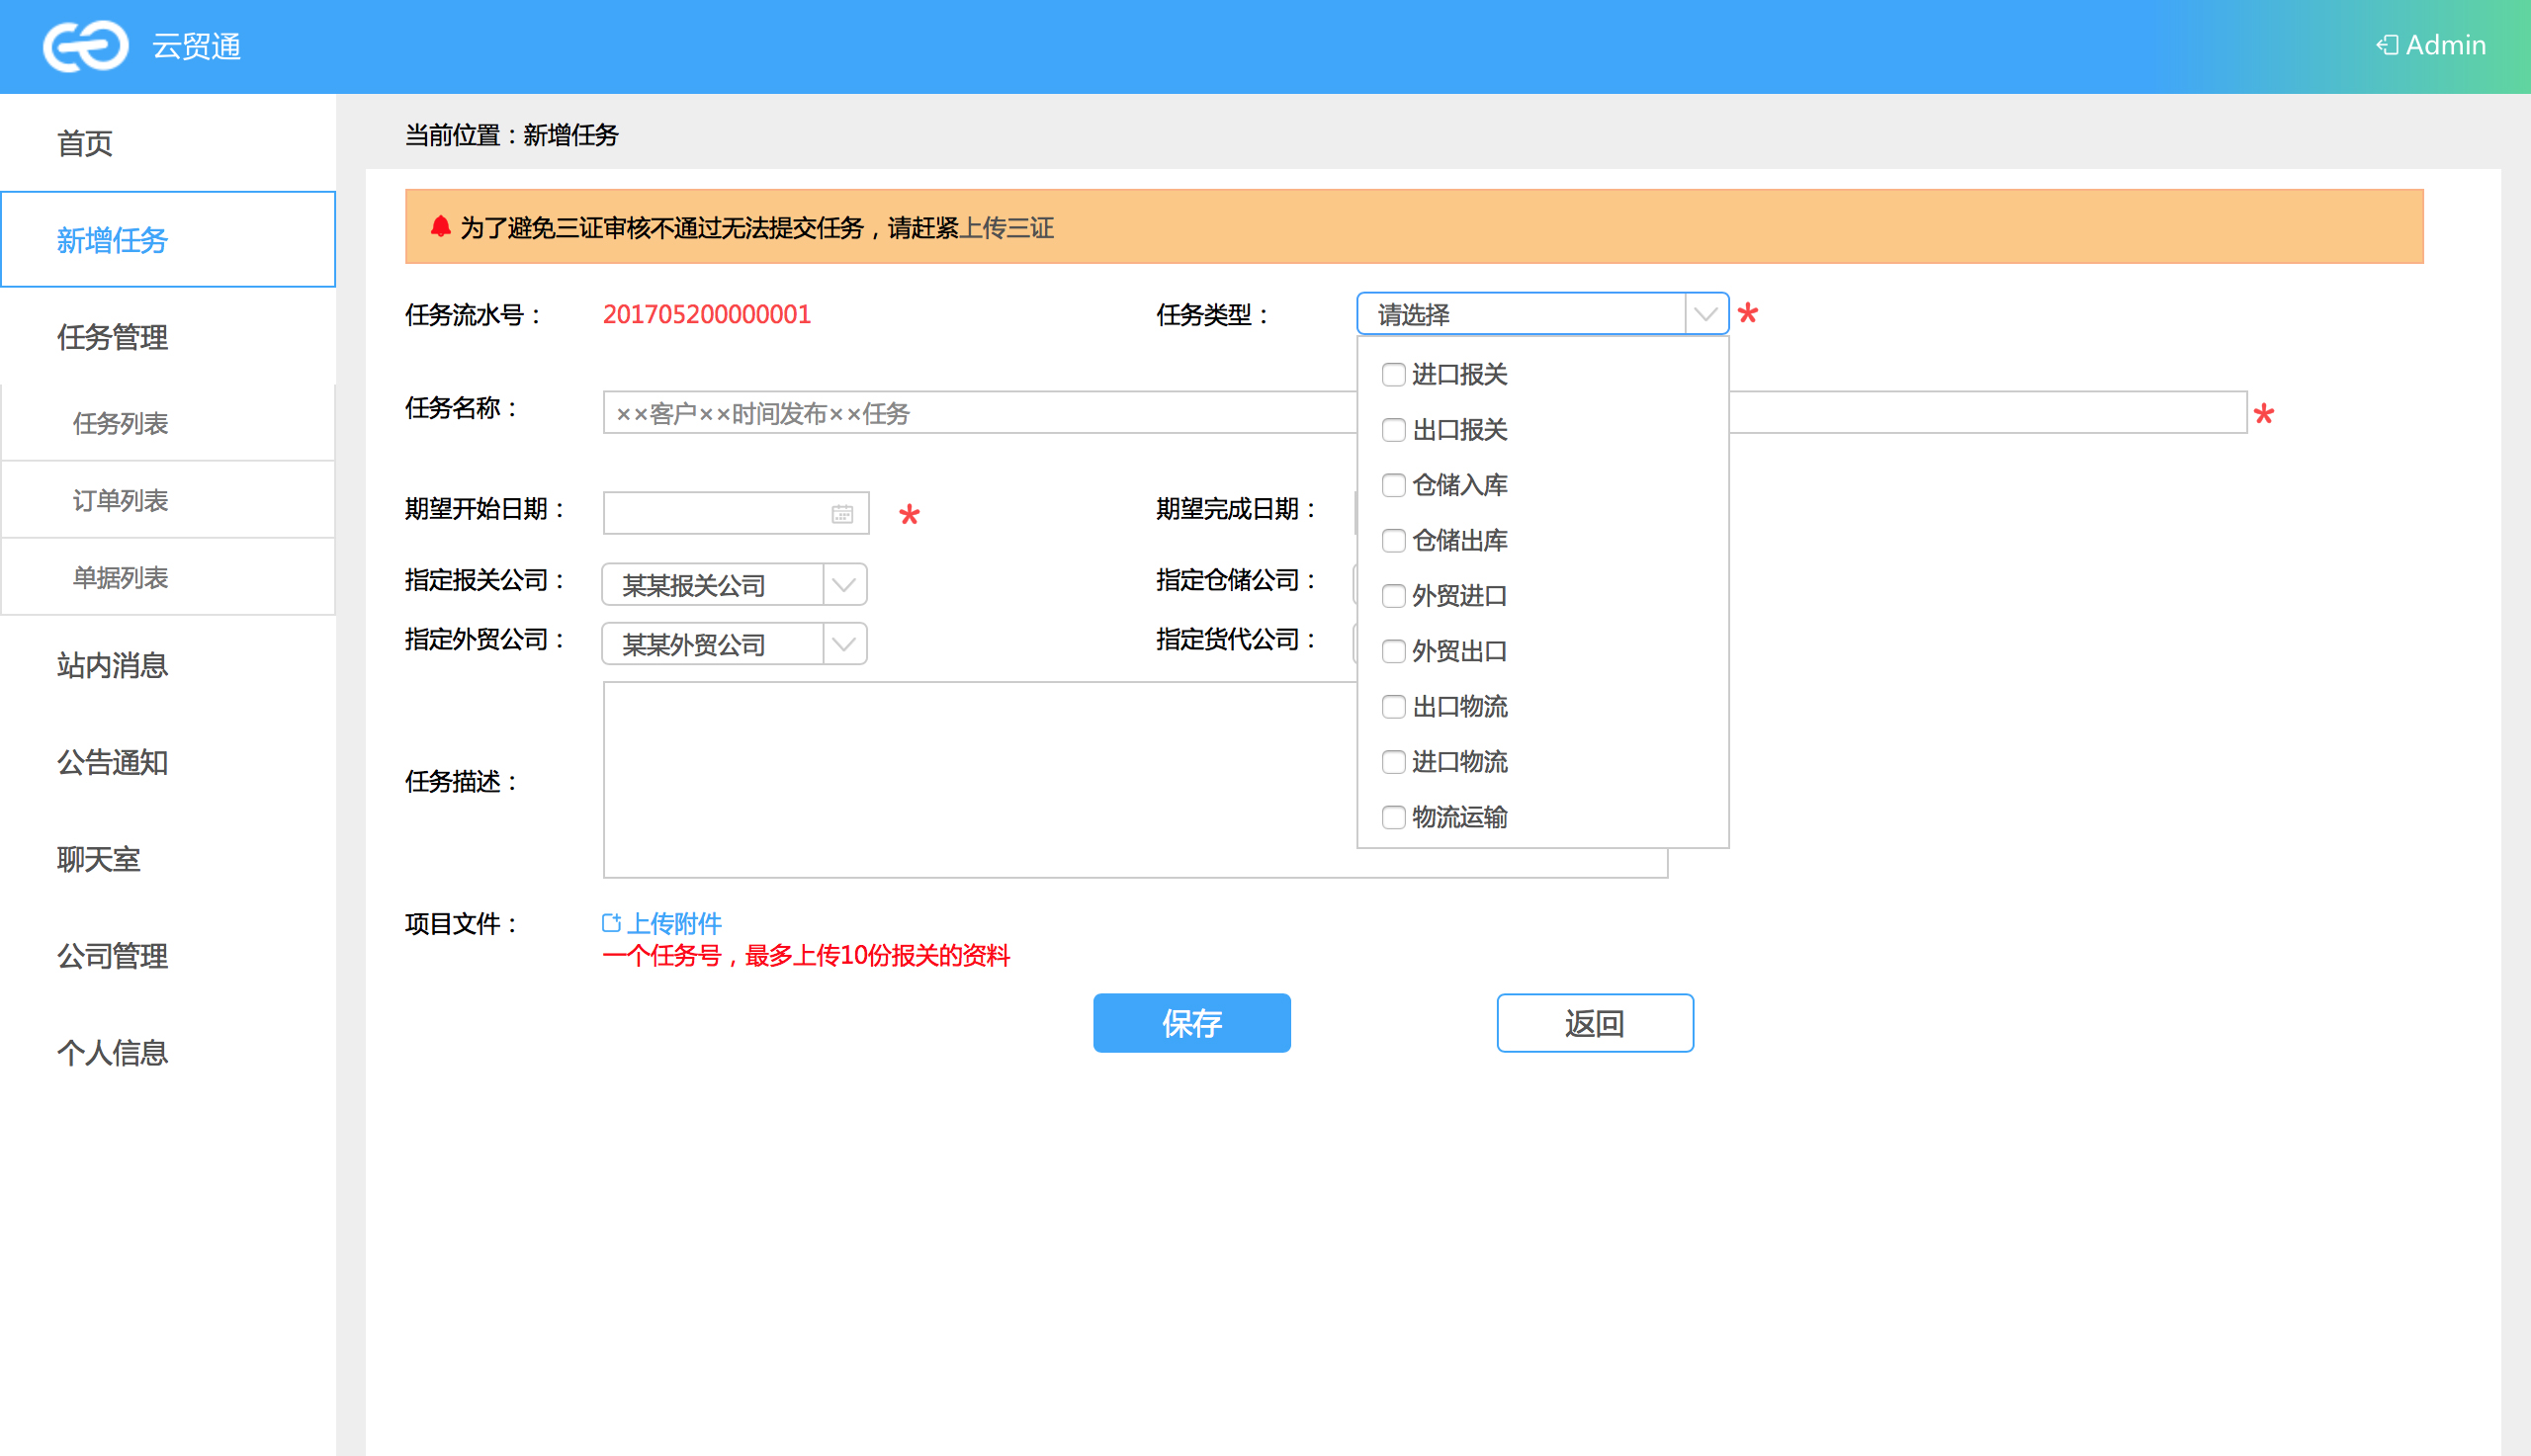 云贸通
Admin
首页
新增任务
任务管理
任务列表
订单列表
单据列表
站内消息
公告通知
聊天室
公司管理
个人信息
当前位置：新增任务
为了避免三证审核不通过无法提交任务，请赶紧上传三证
任务流水号： 201705200000001 任务类型： 请选择 *
进口报关
出口报关
仓储入库
仓储出库
外贸进口
外贸出口
出口物流
进口物流
物流运输
任务名称： ××客户××时间发布××任务 *
期望开始日期： * 期望完成日期：
指定报关公司： 某某报关公司 指定仓储公司：
指定外贸公司： 某某外贸公司 指定货代公司：
任务描述：
项目文件： 上传附件
一个任务号，最多上传10份报关的资料
保存 返回